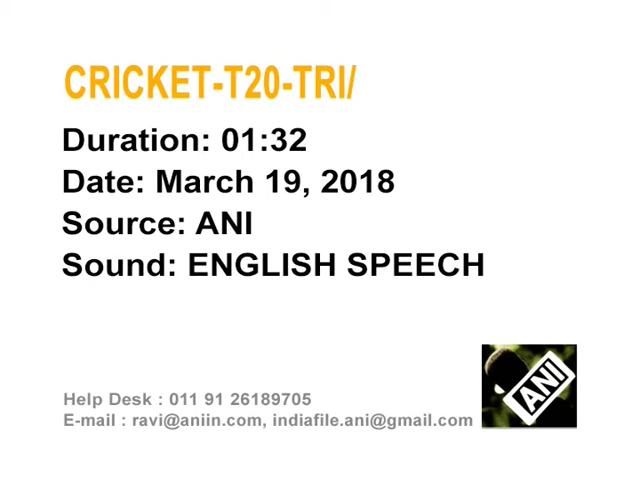 CRICKET-T20-TRI/
Duration: 01:32
Date: March 19, 2018
Source: ANI
Sound: ENGLISH SPEECH
Help Desk : 011 91 26189705
E-mail : ravi@aniin.com, indiafile.ani@gmail.com
ANI